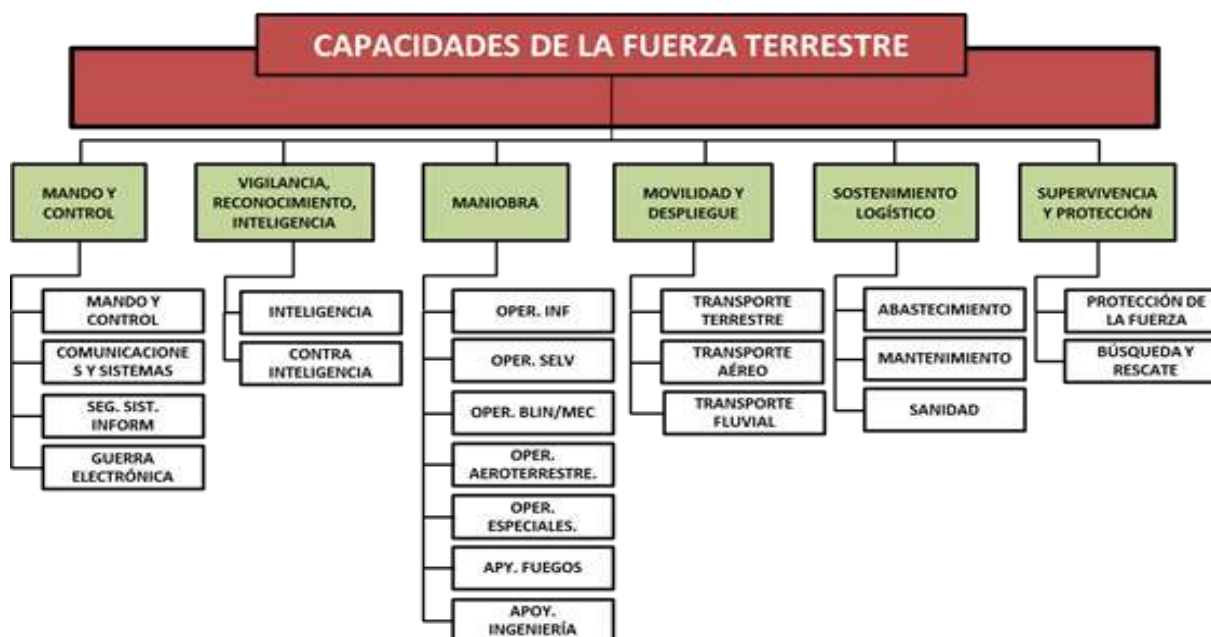 CAPACIDADES DE LA FUERZA TERRESTRE
MANDO Y
CONTROL
VIGILANCIA,
RECONOCIMIENTO,
INTELIGENCIA
MANIOBRA
MOVILIDAD Y
DESPLIEGUE
SOSTENIMIENTO
LOGÍSTICO
SUPERVIVENCIA
Y PROTECCIÓN
MANDO Y
CONTROL
COMUNICACIONE
S Y SISTEMAS
SEG. SIST.
INFORM
GUERRA
ELECTRÓNICA
INTELIGENCIA
CONTRA
INTELIGENCIA
OPER. INF
OPER. SELV
OPER. BLIN/MEC
OPER.
AEROTERRESTRE.
OPER.
ESPECIALES.
APY. FUEGOS
APOY.
INGENIERÍA
TRANSPORTE
TERRESTRE
TRANSPORTE
AÉREO
TRANSPORTE
FLUVIAL
ABASTECIMIENTO
MANTENIMIENTO
SANIDAD
PROTECCIÓN DE
LA FUERZA
BÚSQUEDA Y
RESCATE